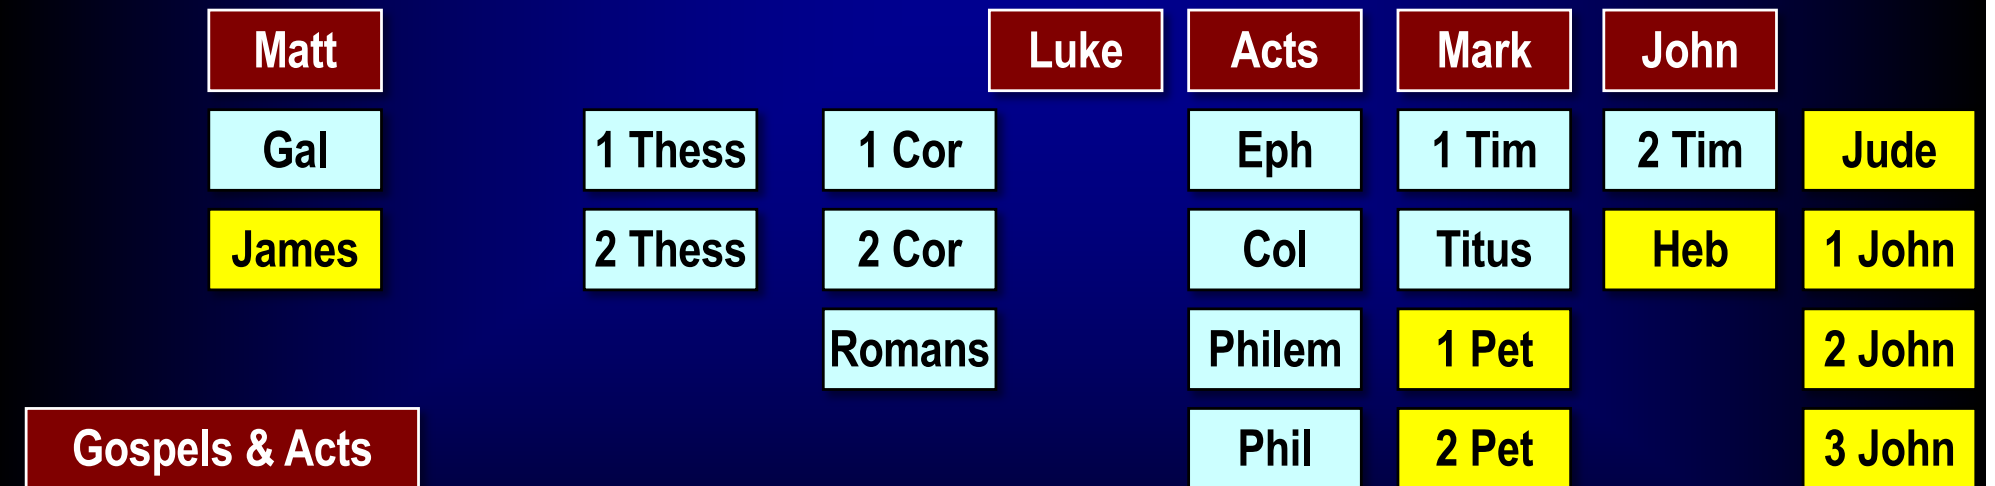 Matt Luke Acts Mark John
Gal 1 Thess 1 Cor Eph 1 Tim 2 Tim Jude
James 2 Thess 2 Cor Col Titus Heb 1 John
Romans Philem 1 Pet 2 John
Gospels & Acts Phil 2 Pet 3 John